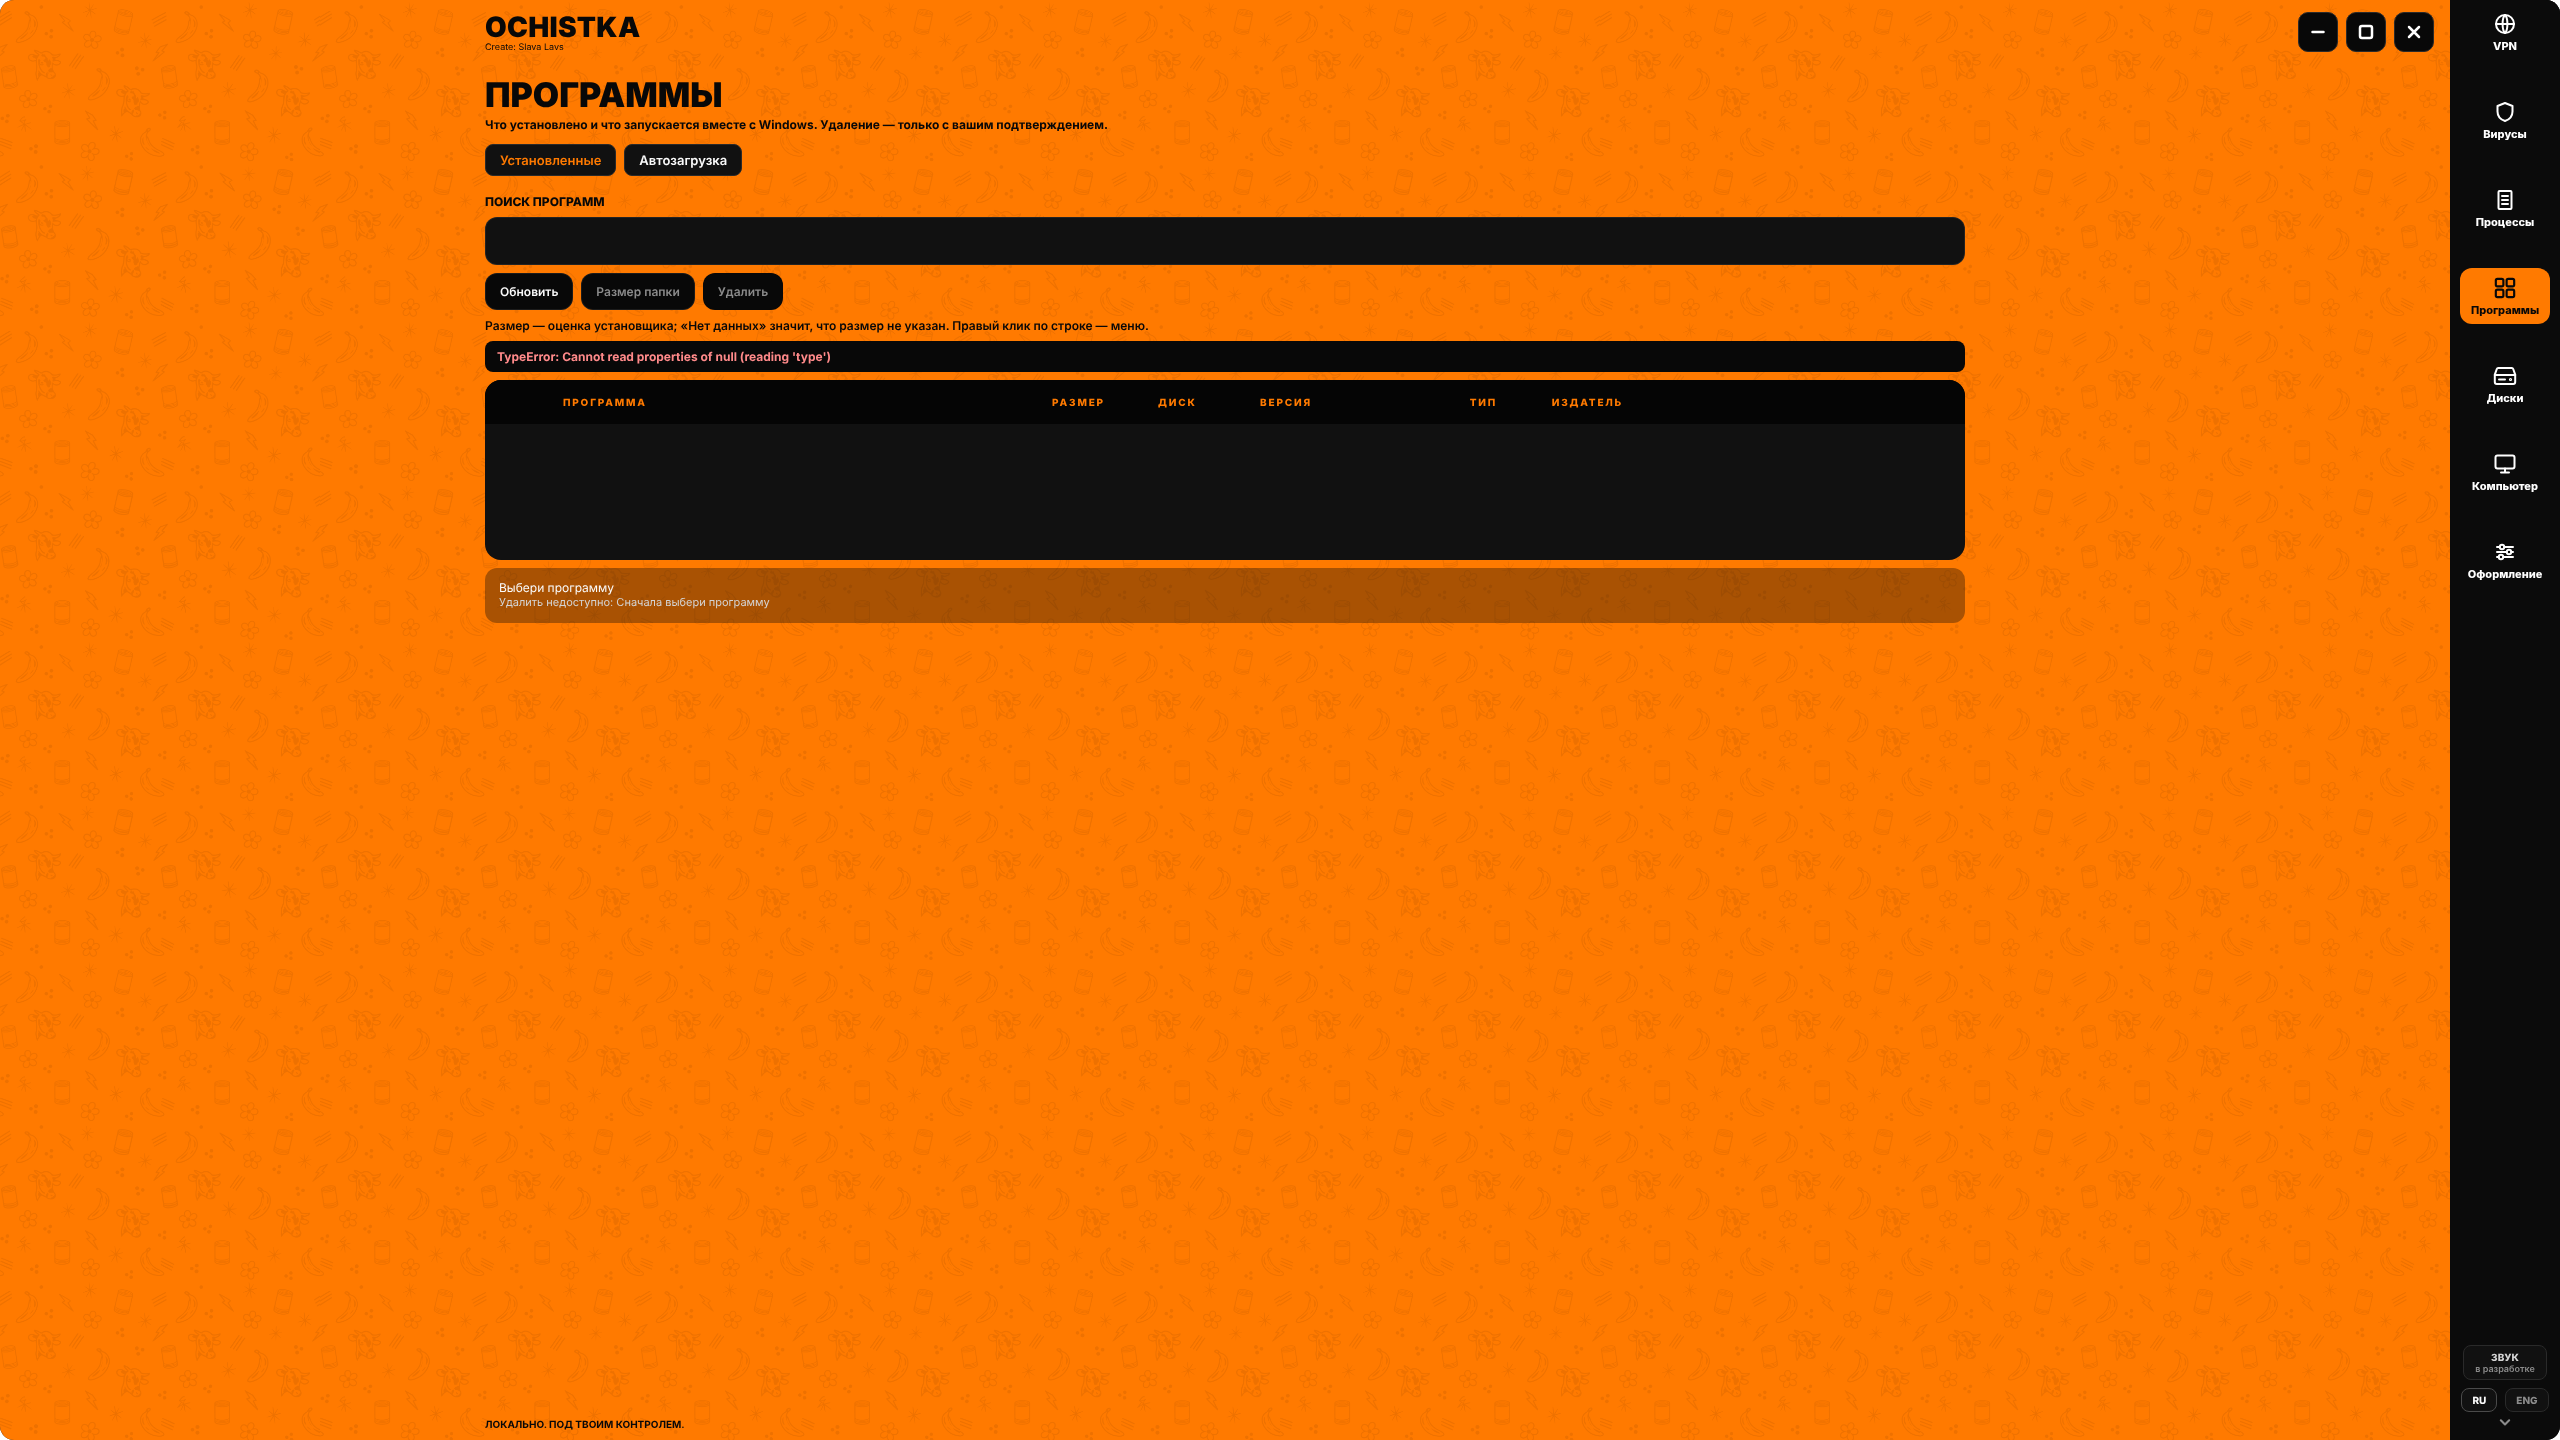 OCHISTKA
Create: Slava Lavs
ПРОГРАММЫ
Что установлено и что запускается вместе с Windows. Удаление — только с вашим подтверждением.
Установленные
Автозагрузка
ПОИСК ПРОГРАММ
Обновить
Размер папки
Удалить
Размер — оценка установщика; «Нет данных» значит, что размер не указан. Правый клик по строке — меню.
TypeError: Cannot read properties of null (reading 'type')
ПРОГРАММА РАЗМЕР ДИСК ВЕРСИЯ ТИП ИЗДАТЕЛЬ
Выбери программу
Удалить недоступно: Сначала выбери программу
ЛОКАЛЬНО. ПОД ТВОИМ КОНТРОЛЕМ.
VPN
Вирусы
Процессы
Программы
Диски
Компьютер
Оформление
ЗВУК
в разработке
RU
ENG